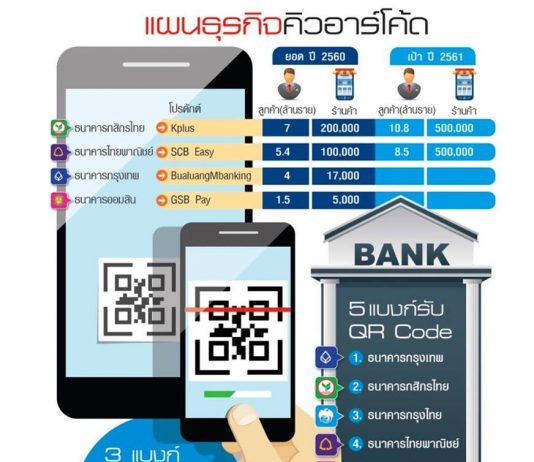 แผนธุรกิจคิวอาร์โค้ด
ยอด ปี 2560 เป้า ปี 2561
โปรดักต์ ลูกค้า(ล้านราย) ร้านค้า ลูกค้า(ล้านราย) ร้านค้า
ธนาคารกสิกรไทย Kplus 7 200,000 10.8 500,000
ธนาคารไทยพาณิชย์ SCB Easy 5.4 100,000 8.5 500,000
ธนาคารกรุงเทพ BualuangMbanking 4 17,000
ธนาคารออมสิน GSB Pay 1.5 5,000
BANK
5 แบงก์รับ
QR Code
1. ธนาคารกรุงเทพ
2. ธนาคารกสิกรไทย
3. ธนาคารกรุงไทย
4. ธนาคารไทยพาณิชย์
3 แบงก์